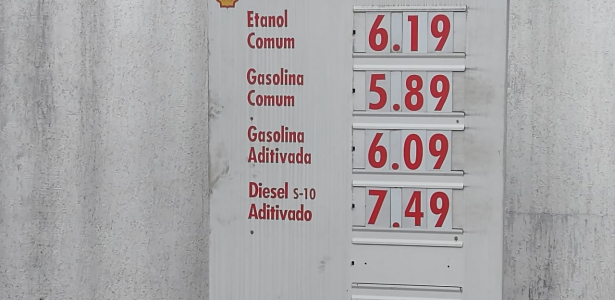 Etanol
Comum
6.19
Gasolina
Comum
5.89
Gasolina
Aditivada
6.09
Diesel S-10
Aditivado
7.49